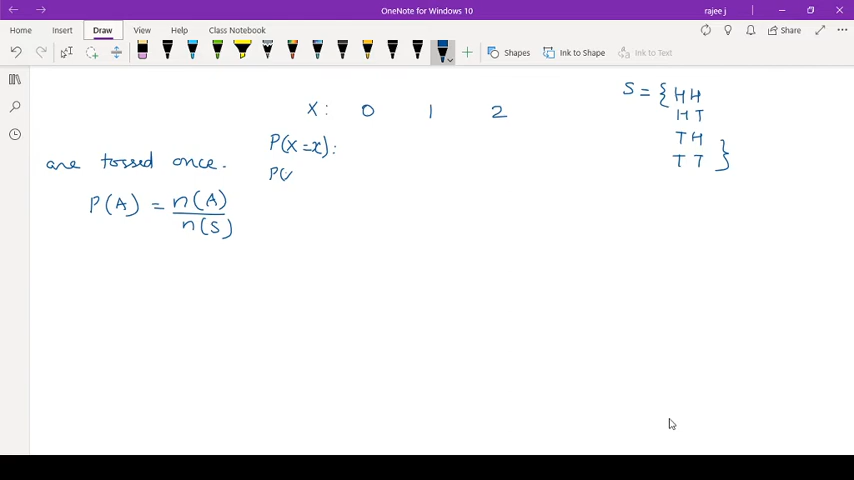 OneNote for Windows 10
rajee j
Home Insert Draw View Help Class Notebook
Share
Shapes Ink to Shape Ink to Text
X : 0 1 2
S = { HH
HT
TH
TT }
P(X = x) :
P(
are tossed once.
P(A) = n(A)
n(S)